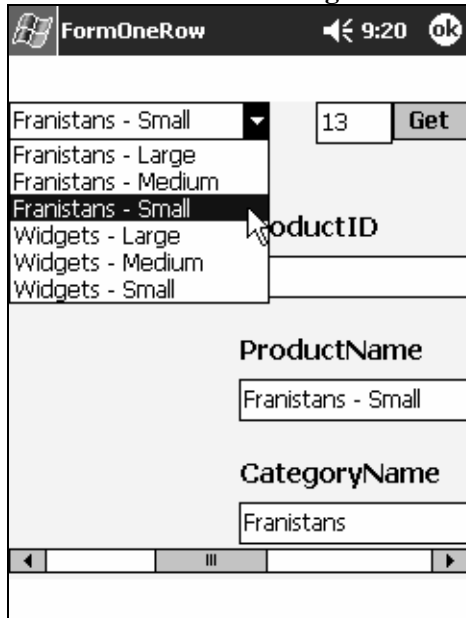 FormOneRow 9:20 ok
Franistans - Small 13 Get
Franistans - Large
Franistans - Medium
Franistans - Small
Widgets - Large
Widgets - Medium
Widgets - Small
oductID
ProductName
Franistans - Small
CategoryName
Franistans